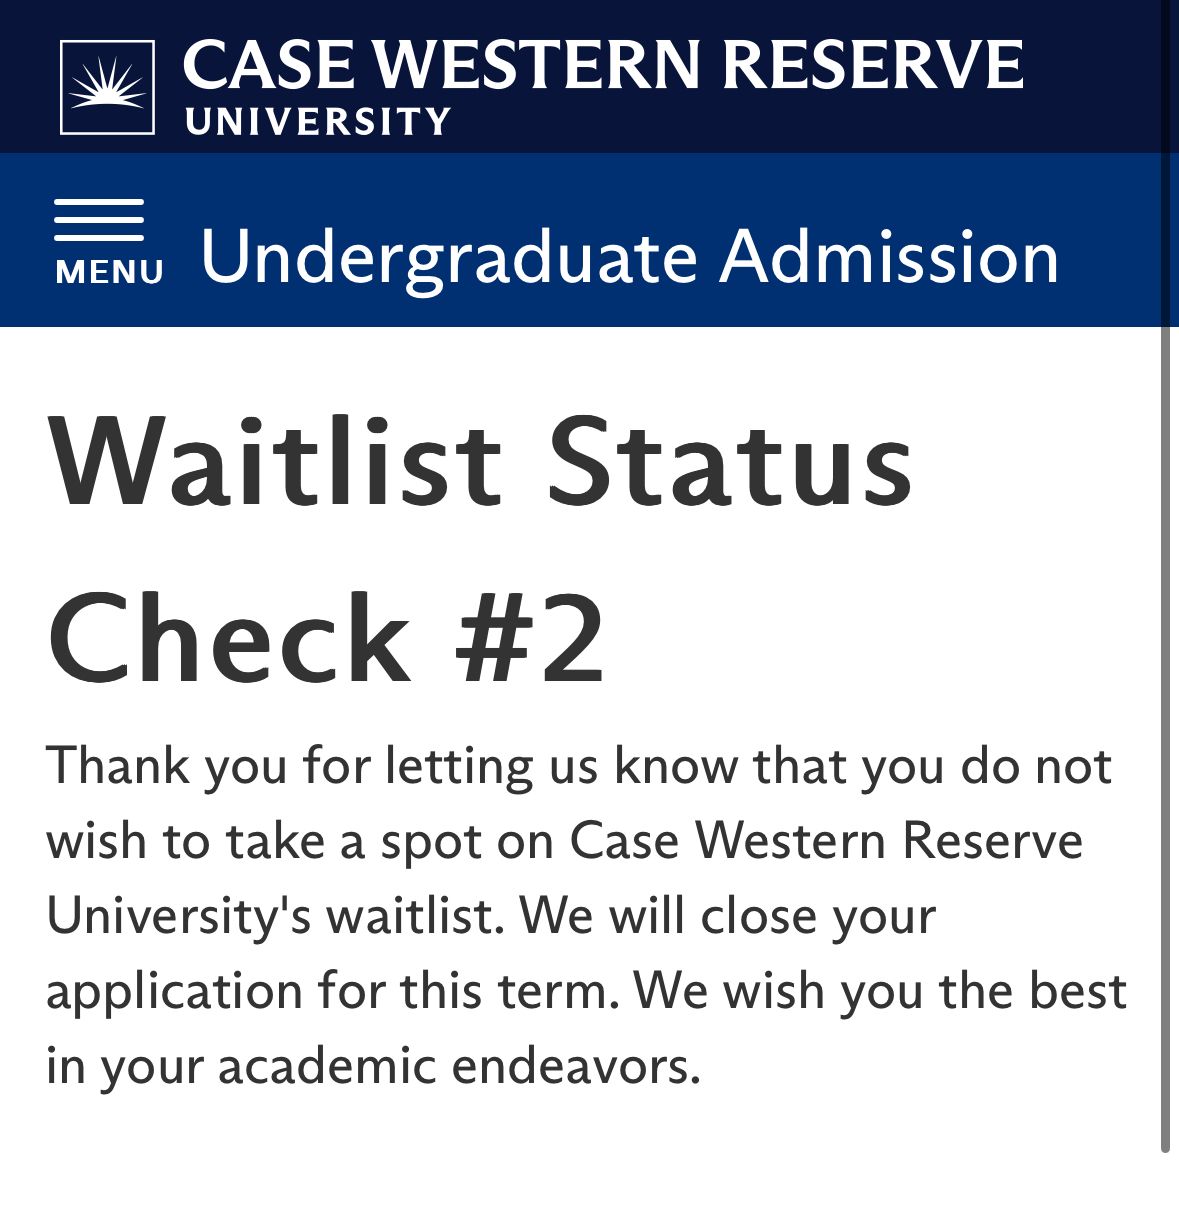 CASE WESTERN RESERVE
UNIVERSITY
MENU
Undergraduate Admission
Waitlist Status
Check #2
Thank you for letting us know that you do not
wish to take a spot on Case Western Reserve
University's waitlist. We will close your
application for this term. We wish you the best
in your academic endeavors.